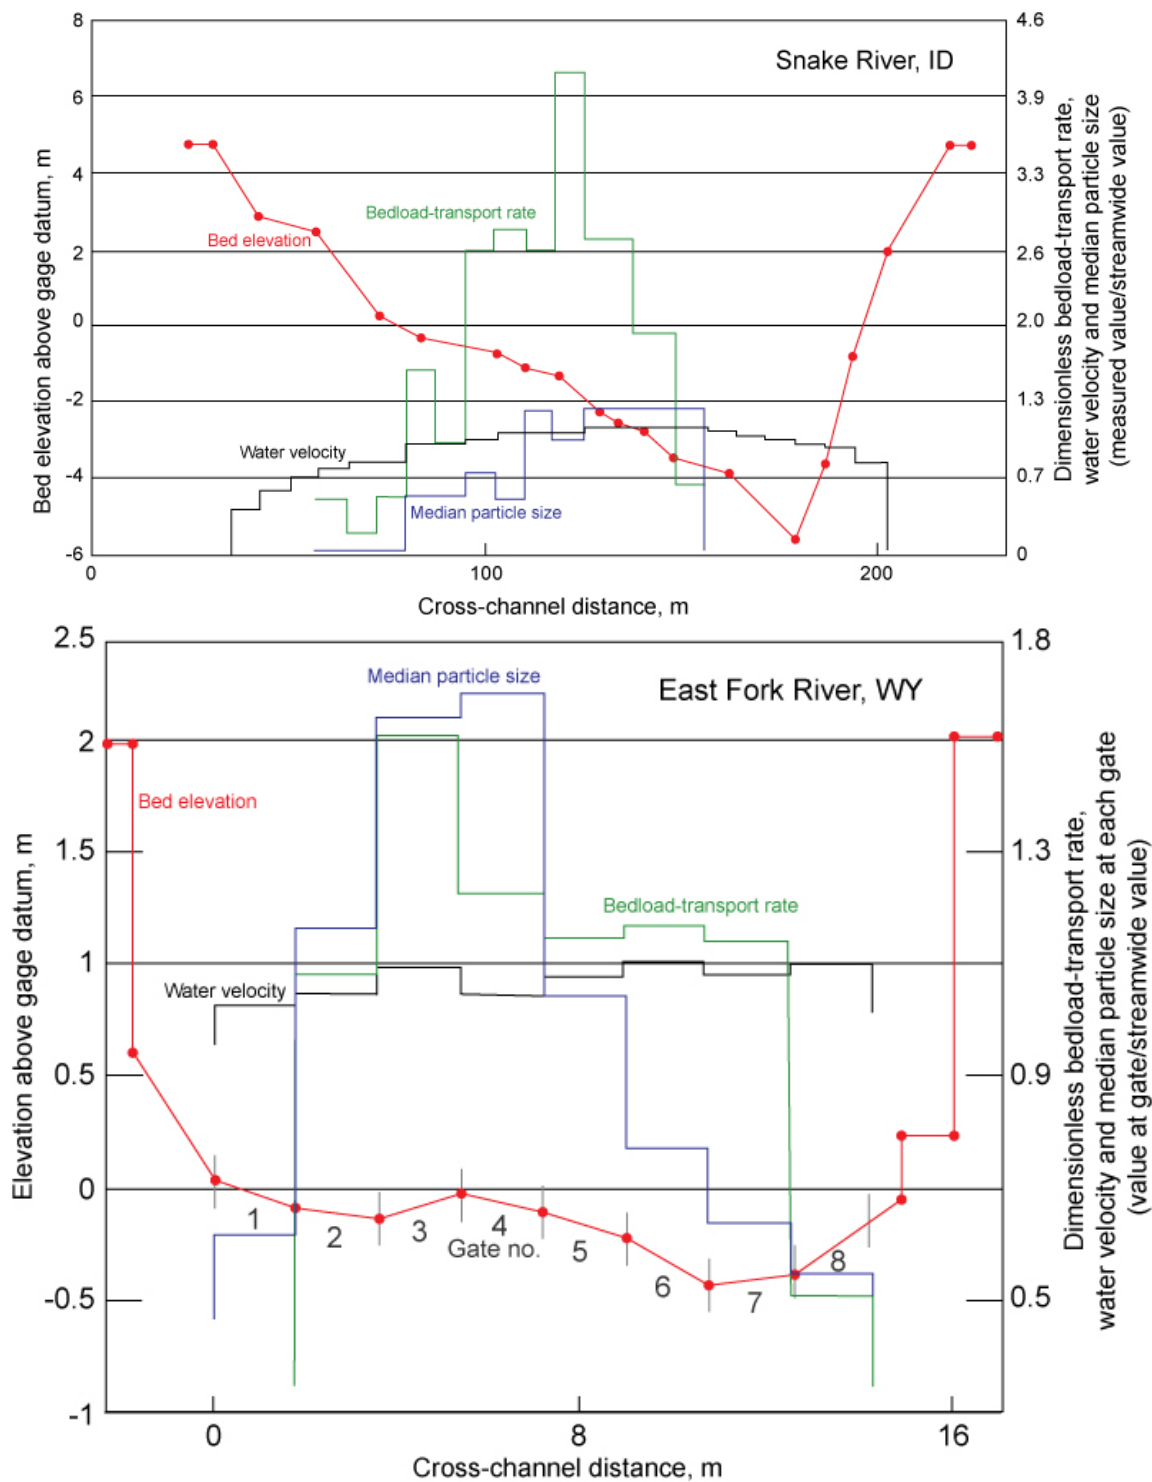 Snake River, ID
Bed elevation above gage datum, m
8
6
4
2
0
-2
-4
-6
4.6
3.9
3.3
2.6
2.0
1.3
0.7
0
Dimensionless bedload-transport rate,
water velocity and median particle size
(measured value/streamwide value)
Bedload-transport rate
Bed elevation
Water velocity
Median particle size
0
100
200
Cross-channel distance, m
East Fork River, WY
Elevation above gage datum, m
2.5
2
1.5
1
0.5
0
-0.5
-1
1.8
1.3
0.9
0.5
Dimensionless bedload-transport rate,
water velocity and median particle size at each gate
(value at gate/streamwide value)
Median particle size
Bed elevation
Bedload-transport rate
Water velocity
1
2
3
4
Gate no.
5
6
7
8
0
8
16
Cross-channel distance, m